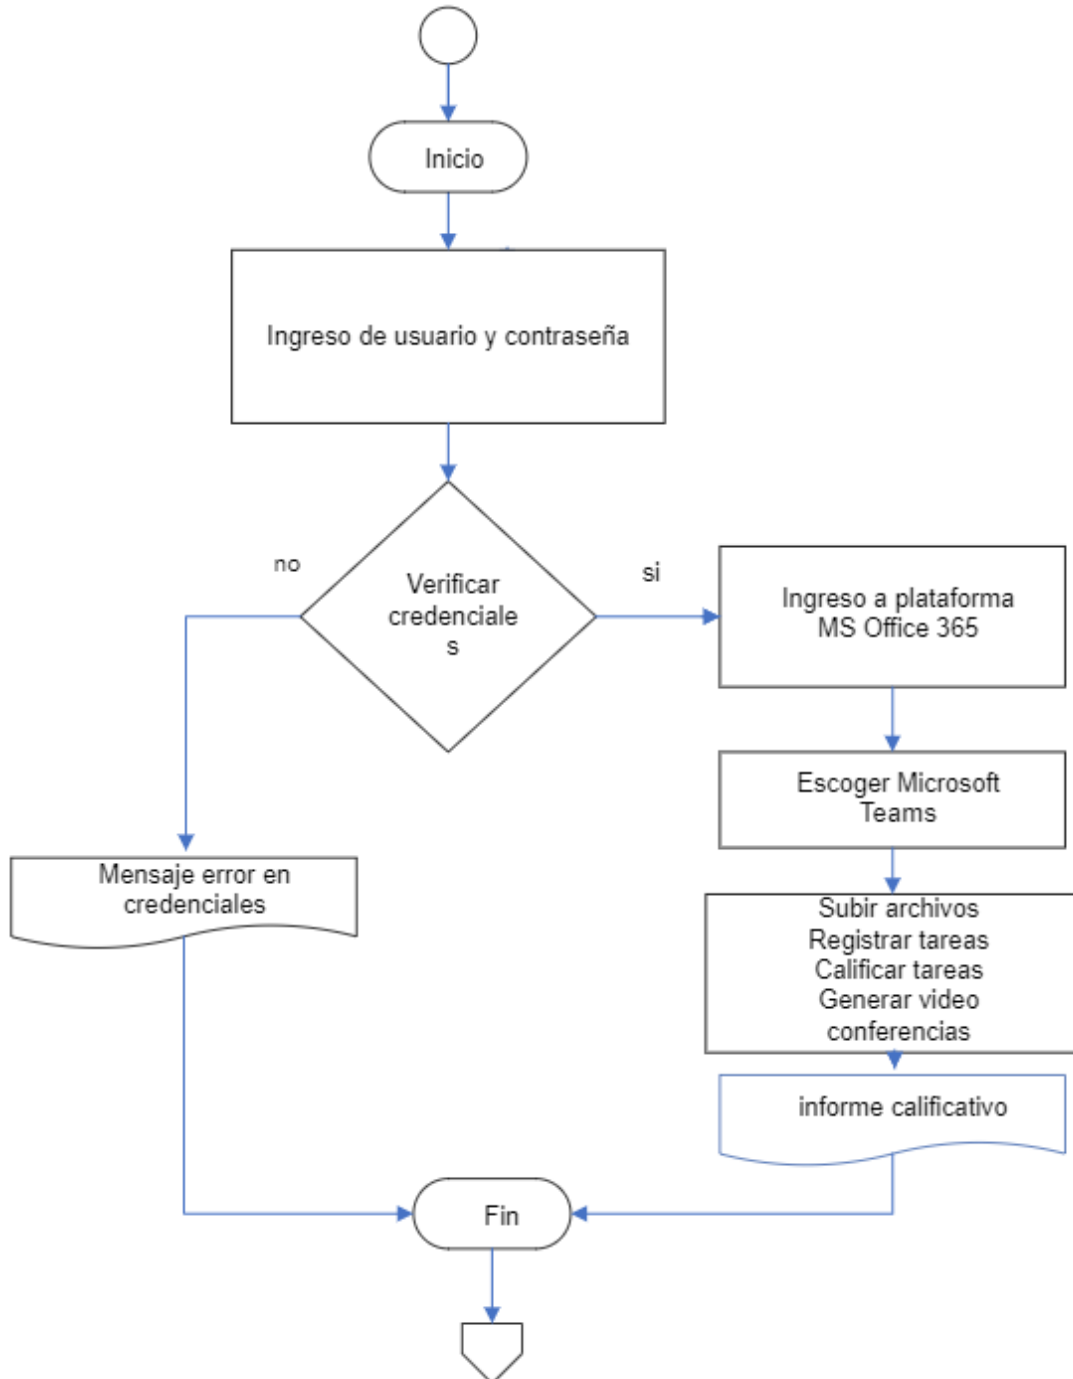 Inicio
Ingreso de usuario y contraseña
no
si
Verificar
credenciale
s
Ingreso a plataforma
MS Office 365
Escoger Microsoft
Teams
Mensaje error en
credenciales
Subir archivos
Registrar tareas
Calificar tareas
Generar video
conferencias
informe calificativo
Fin